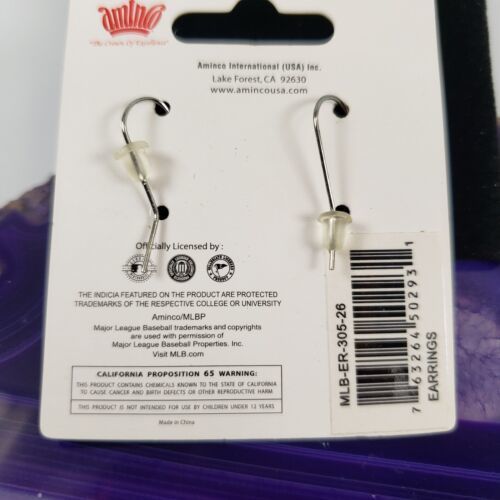 aminco
"The Crown Of Excellence"
Aminco International (USA) Inc.
Lake Forest, CA 92630
www.amincousa.com
Officially Licensed by :
THE INDICIA FEATURED ON THE PRODUCT ARE PROTECTED
TRADEMARKS OF THE RESPECTIVE COLLEGE OR UNIVERSITY
Aminco/MLBP
Major League Baseball trademarks and copyrights
are used with permission of
Major League Baseball Properties. Inc.
Visit MLB.com
CALIFORNIA PROPOSITION 65 WARNING:
THIS PRODUCT CONTAINS CHEMICALS KNOWN TO THE STATE OF CALIFORNIA
TO CAUSE CANCER AND BIRTH DEFECTS OR OTHER REPRODUCTIVE HARM
THIS PRODUCT IS NOT INTENDED FOR USE BY CHILDREN UNDER 12 YEARS
Made in China
MLB-ER-305-26
7 63264 50293 1
EARRINGS